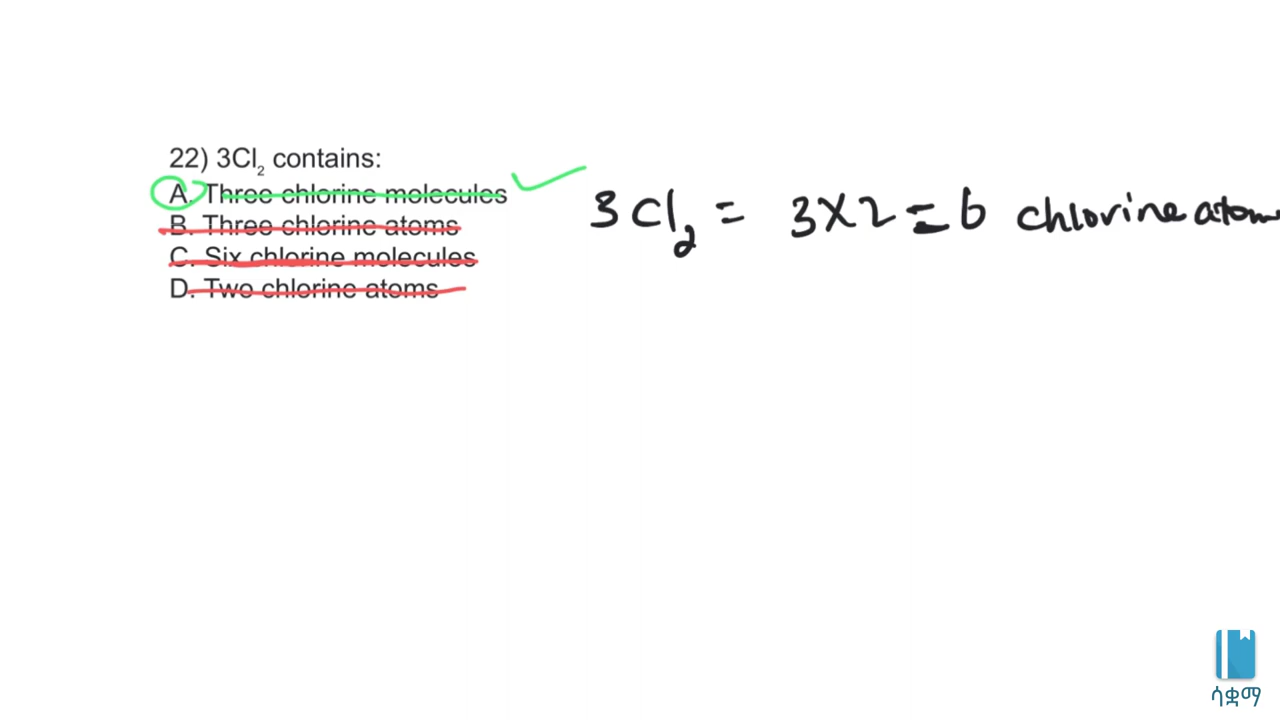 22) 3Cl₂ contains:
A. Three chlorine molecules
B. Three chlorine atoms
C. Six chlorine molecules
D. Two chlorine atoms
3Cl₂ = 3X2 = 6 chlorine atom
ሳቋማ